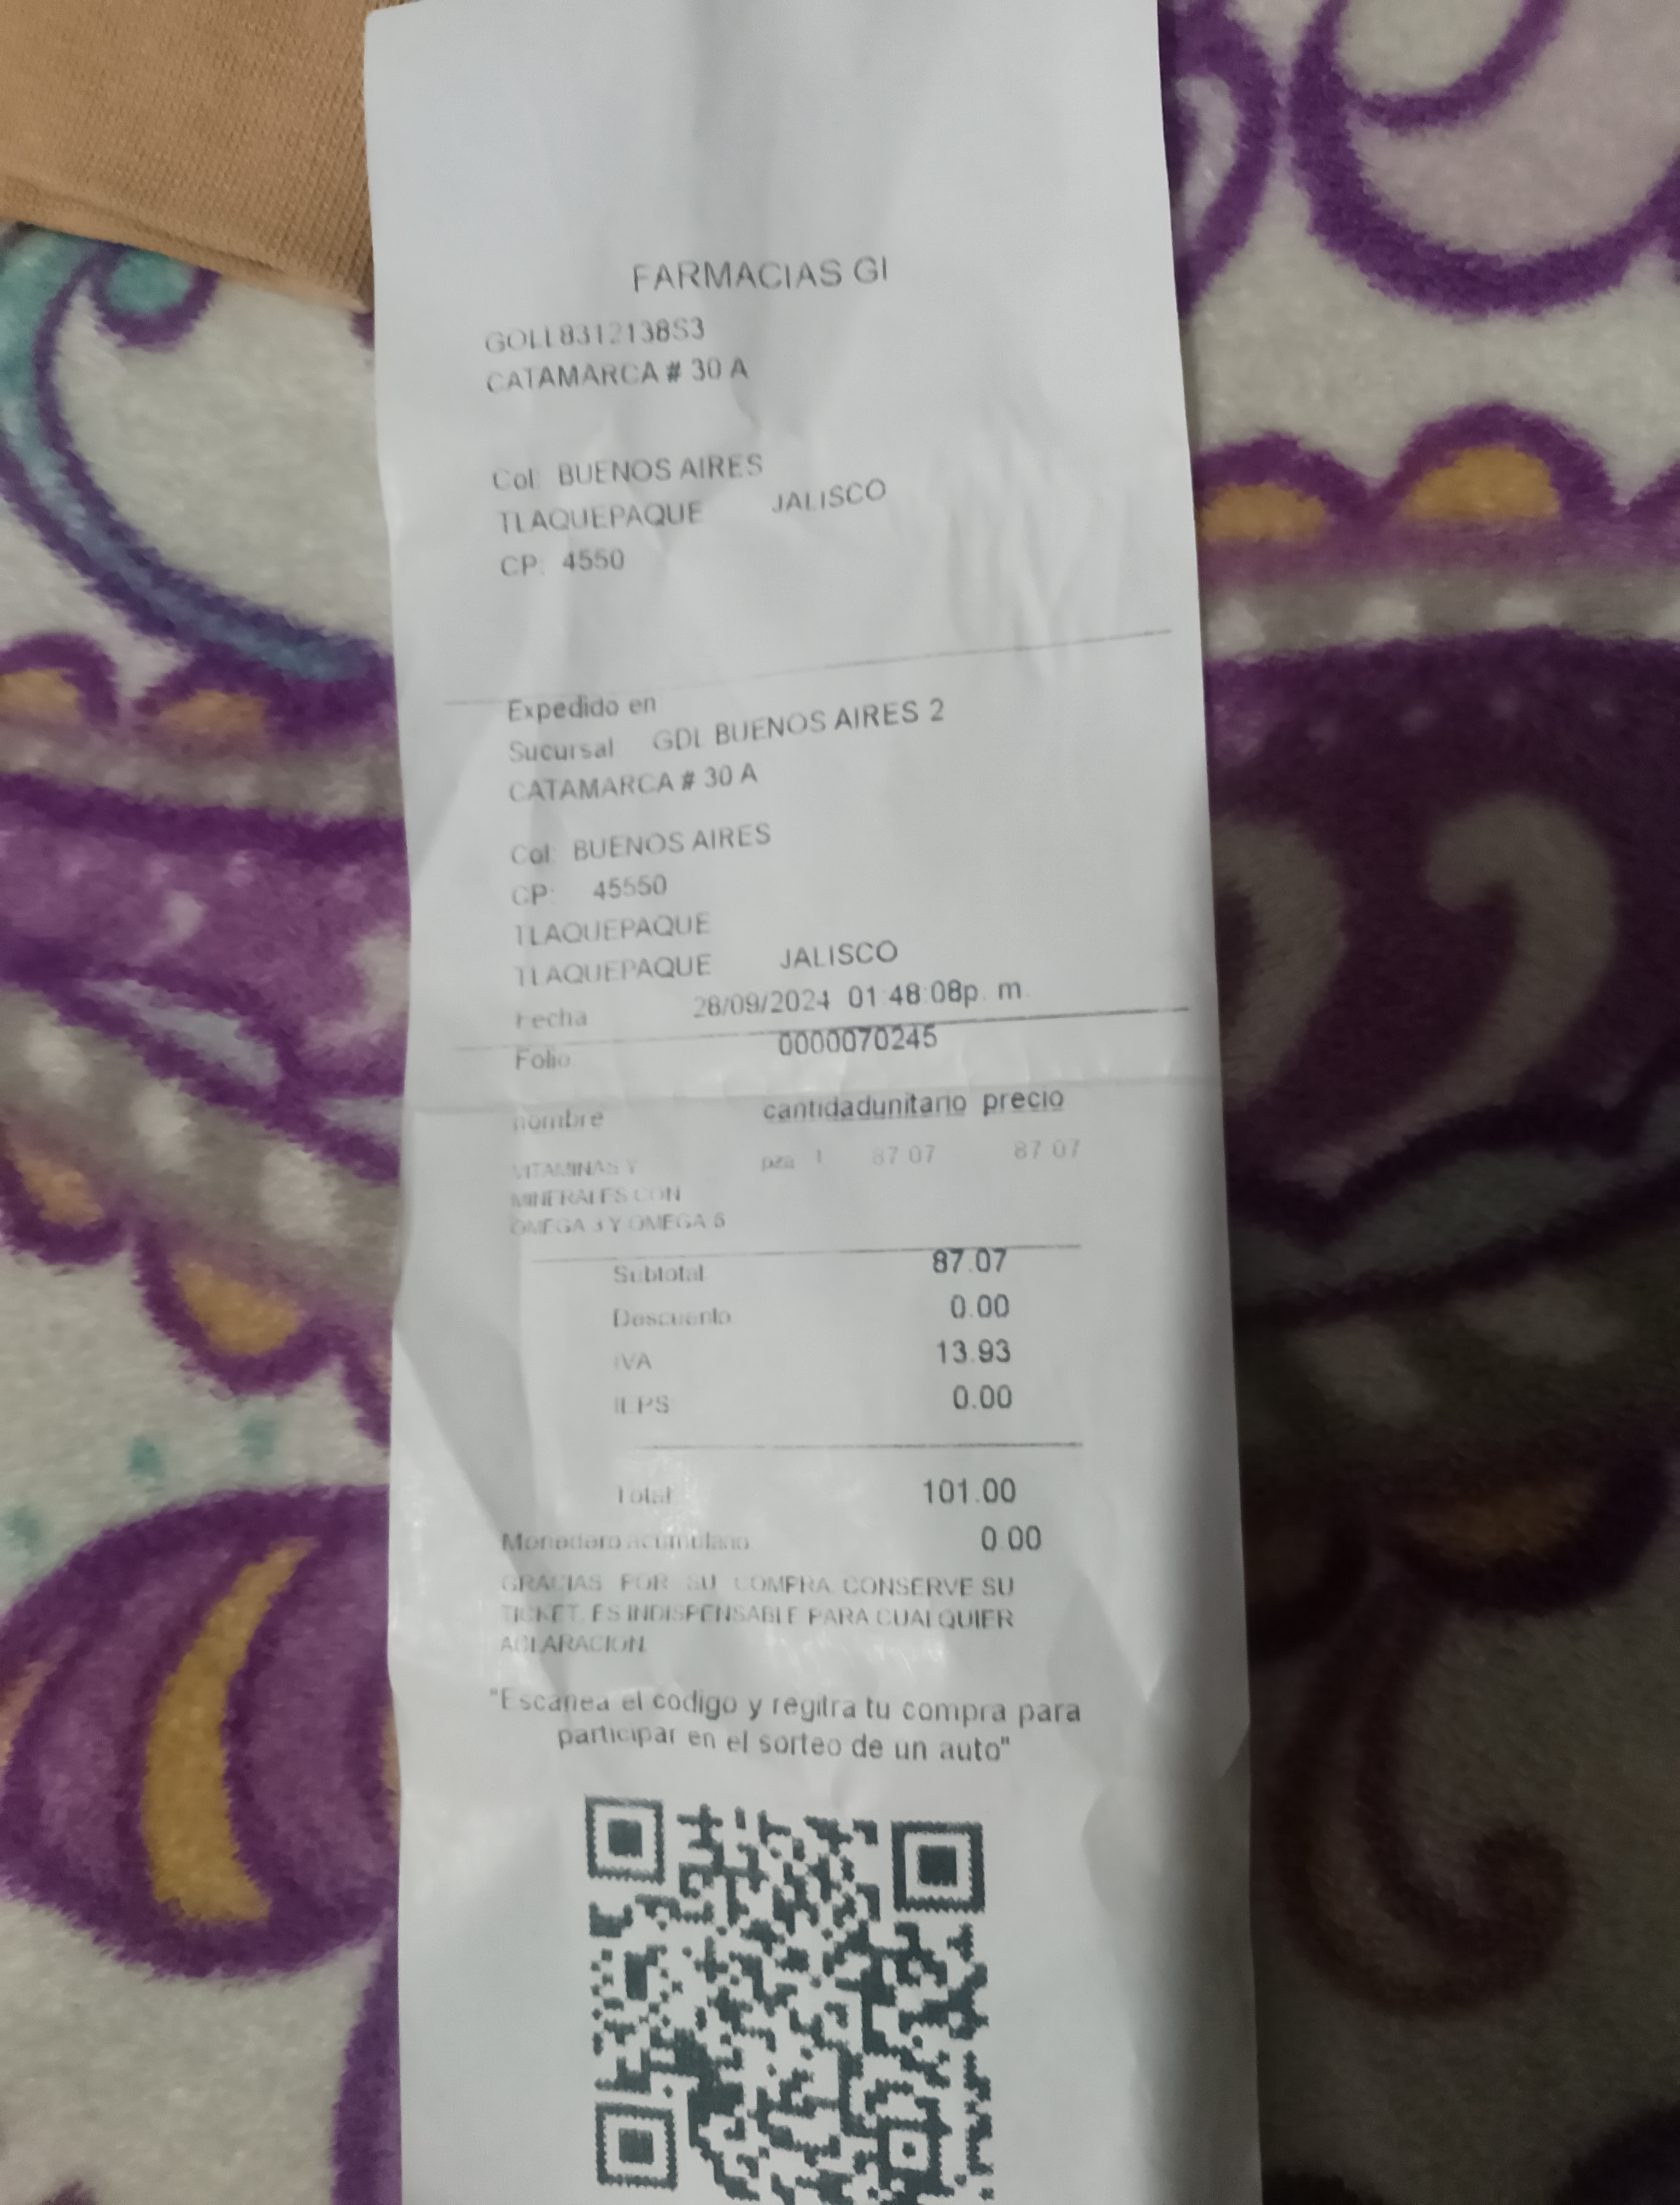 FARMACIAS GI
GOLL8312138S3
CATAMARCA # 30 A
Col: BUENOS AIRES
TLAQUEPAQUE JALISCO
CP: 4550
Expedido en
Sucursal GDL BUENOS AIRES 2
CATAMARCA # 30 A
Col: BUENOS AIRES
CP: 45550
TLAQUEPAQUE
TLAQUEPAQUE JALISCO
Fecha 28/09/2024 01:48:08p. m.
Folio 0000070245
nombre cantidadunitario precio
VITAMINAS Y pza 1 87.07 87.07
MINERALES CON
OMEGA 3 Y OMEGA 6
Subtotal 87.07
Descuento 0.00
IVA 13.93
IEPS 0.00
Total 101.00
Monedero acumulado 0.00
GRACIAS POR SU COMPRA. CONSERVE SU
TICKET, ES INDISPENSABLE PARA CUALQUIER
ACLARACION.
"Escanea el codigo y regitra tu compra para
participar en el sorteo de un auto"